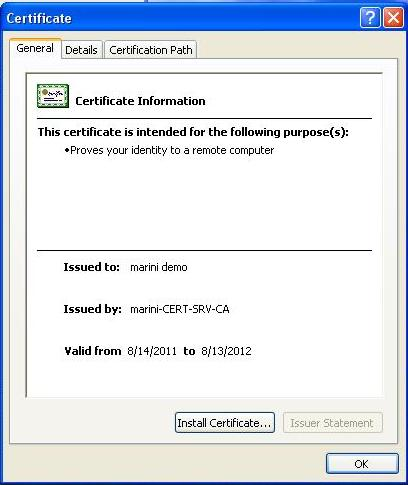 Certificate
General Details Certification Path
Certificate Information
This certificate is intended for the following purpose(s):
•Proves your identity to a remote computer
Issued to: marini demo
Issued by: marini-CERT-SRV-CA
Valid from 8/14/2011 to 8/13/2012
Install Certificate... Issuer Statement
OK